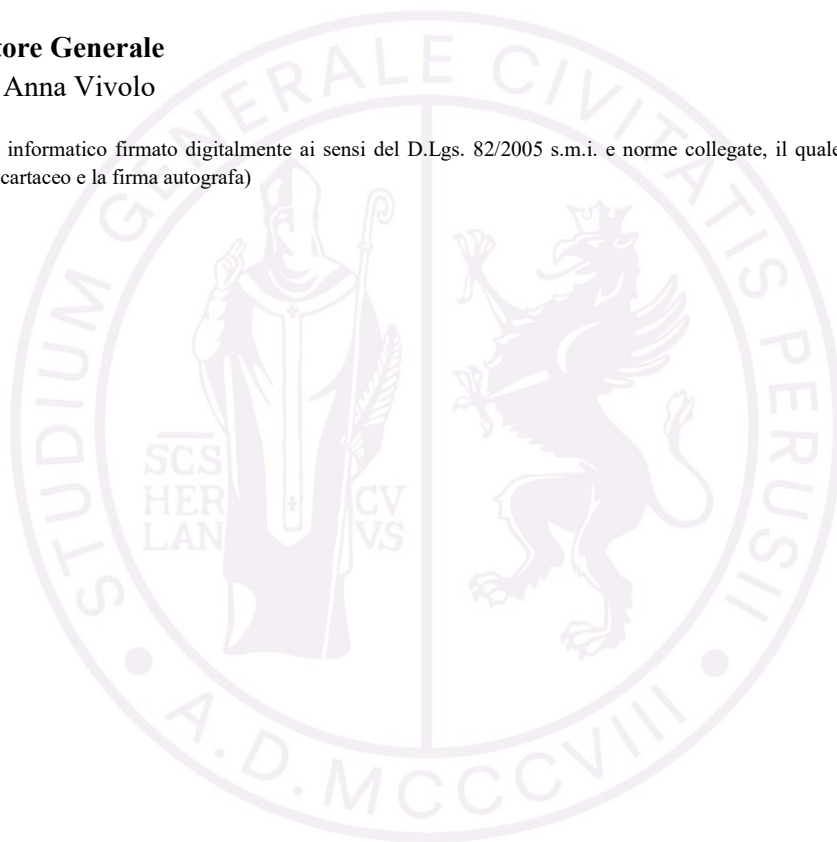 tore Generale
Anna Vivolo
informatico firmato digitalmente ai sensi del D.Lgs. 82/2005 s.m.i. e norme collegate, il quale
cartaceo e la firma autografa)
STUDIUM GENERALE CIVITATIS PERUSII
SCS
HER
LAN
CV
VS
A.D. MCCCVIII